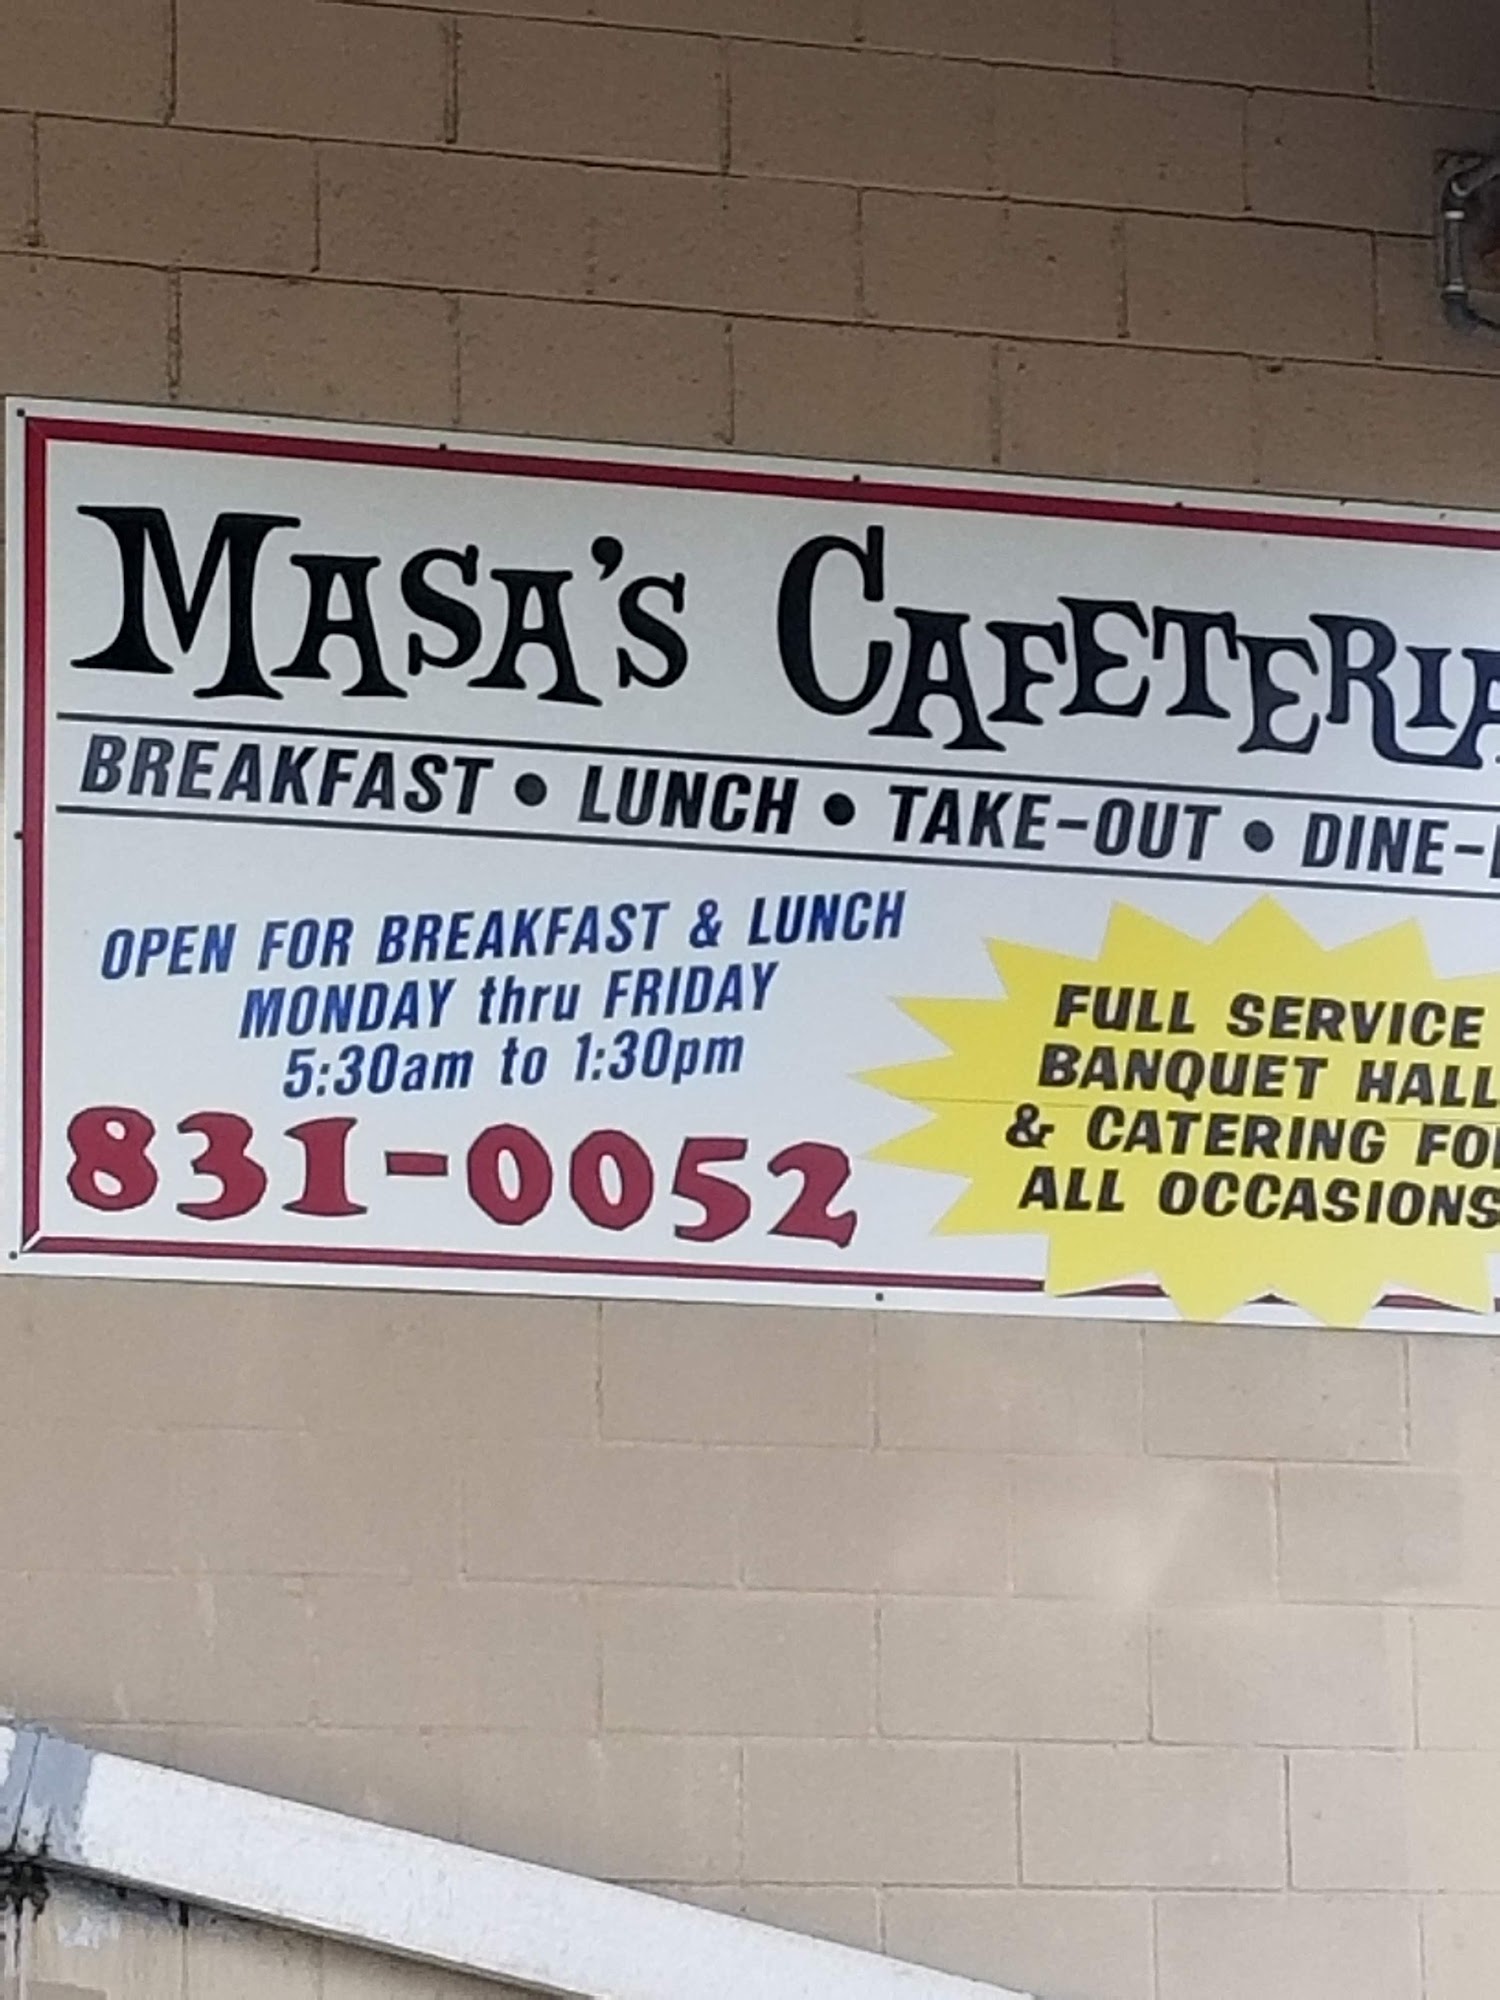 MASA'S CAFETERIA
BREAKFAST • LUNCH • TAKE-OUT • DINE-
OPEN FOR BREAKFAST & LUNCH
MONDAY thru FRIDAY
5:30am to 1:30pm
831-0052
FULL SERVICE
BANQUET HALL
& CATERING FO
ALL OCCASIONS